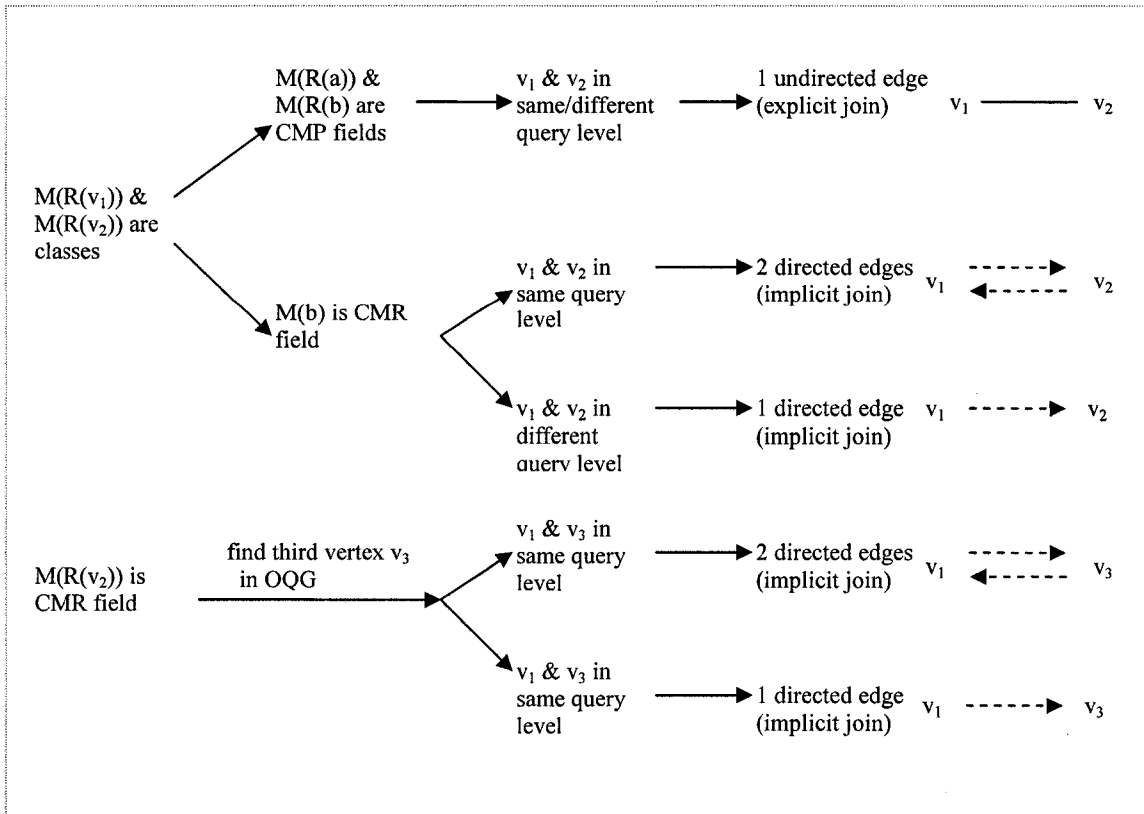 M(R(a)) &
M(R(b) are
CMP fields
v₁ & v₂ in
same/different
query level
1 undirected edge
(explicit join)
v₁
v₂
M(R(v₁)) &
M(R(v₂)) are
classes
M(b) is CMR
field
v₁ & v₂ in
same query
level
2 directed edges
(implicit join)
v₁
v₂
v₁ & v₂ in
different
query level
1 directed edge
(implicit join)
v₁
v₂
M(R(v₂)) is
CMR field
find third vertex v₃
in OQG
v₁ & v₃ in
same query
level
2 directed edges
(implicit join)
v₁
v₃
v₁ & v₃ in
same query
level
1 directed edge
(implicit join)
v₁
v₃